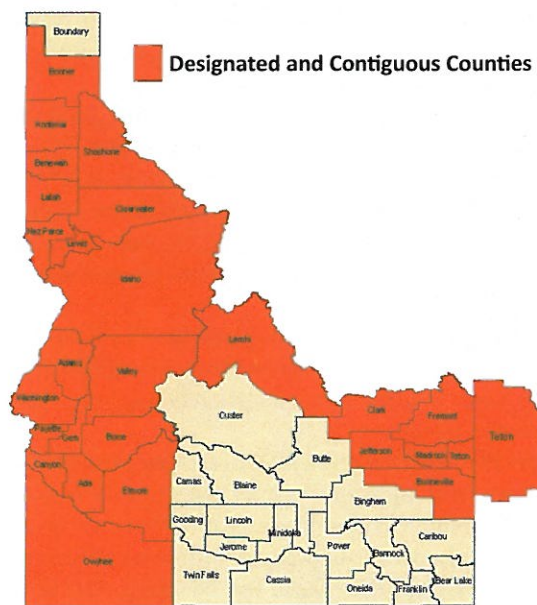 Boundary
Designated and Contiguous Counties
Bonner
Kootenai
Shoshone
Benewah
Latah
Clearwater
Nez Perce
Lewis
Idaho
Lemhi
Adams
Valley
Washington
Clark
Fremont
Teton
Custer
Payette
Gem
Boise
Jefferson
Madison
Teton
Butte
Canyon
Bonneville
Ada
Elmore
Camas
Blaine
Bingham
Gooding
Lincoln
Minidoka
Caribou
Power
Bannock
Jerome
Owyhee
Twin Falls
Cassia
Oneida
Franklin
Bear Lake